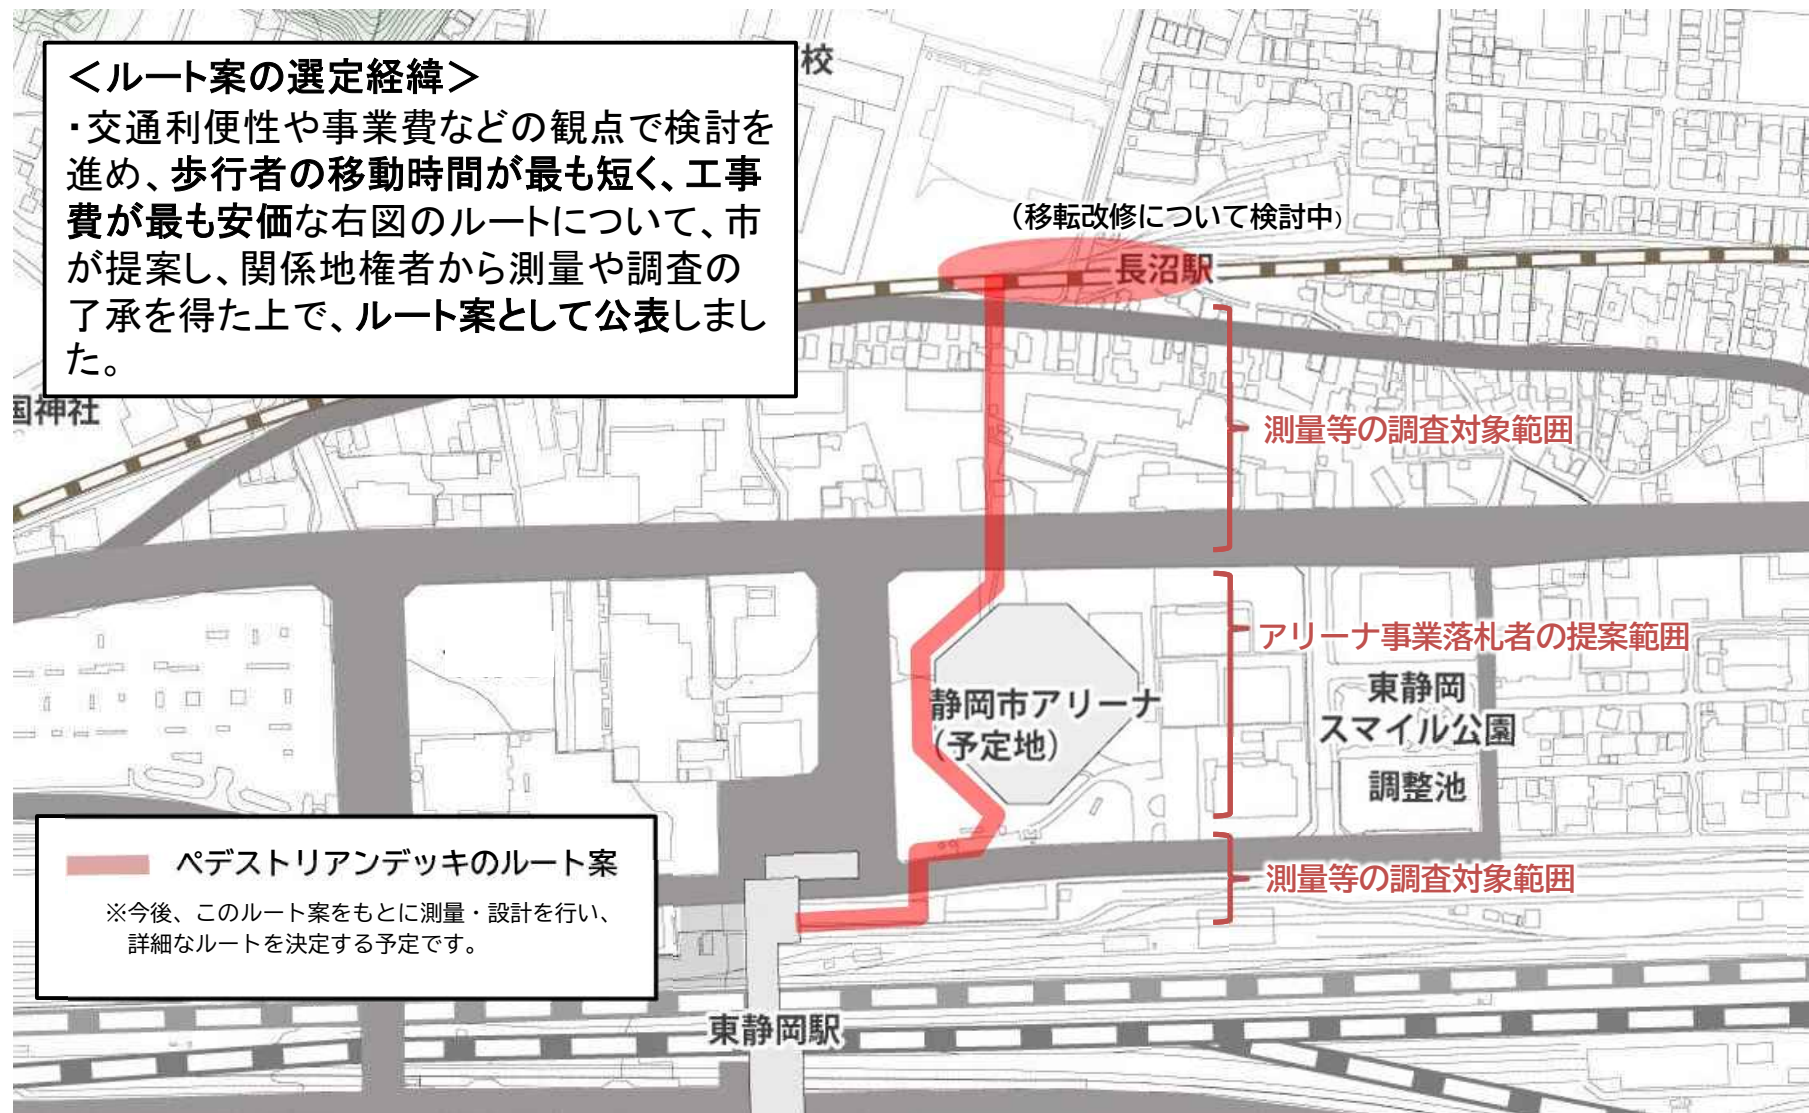 ＜ルート案の選定経緯＞
・交通利便性や事業費などの観点で検討を
進め、歩行者の移動時間が最も短く、工事
費が最も安価な右図のルートについて、市
が提案し、関係地権者から測量や調査の
了承を得た上で、ルート案として公表しまし
た。
校
（移転改修について検討中）
長沼駅
国神社
測量等の調査対象範囲
アリーナ事業落札者の提案範囲
東静岡
スマイル公園
静岡市アリーナ
（予定地）
調整池
ペデストリアンデッキのルート案
※今後、このルート案をもとに測量・設計を行い、
詳細なルートを決定する予定です。
測量等の調査対象範囲
東静岡駅